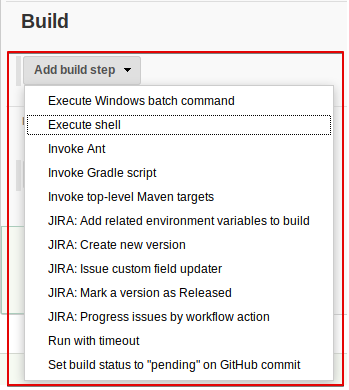 Build
Add build step
Execute Windows batch command
Execute shell
Invoke Ant
Invoke Gradle script
Invoke top-level Maven targets
JIRA: Add related environment variables to build
JIRA: Create new version
JIRA: Issue custom field updater
JIRA: Mark a version as Released
JIRA: Progress issues by workflow action
Run with timeout
Set build status to "pending" on GitHub commit